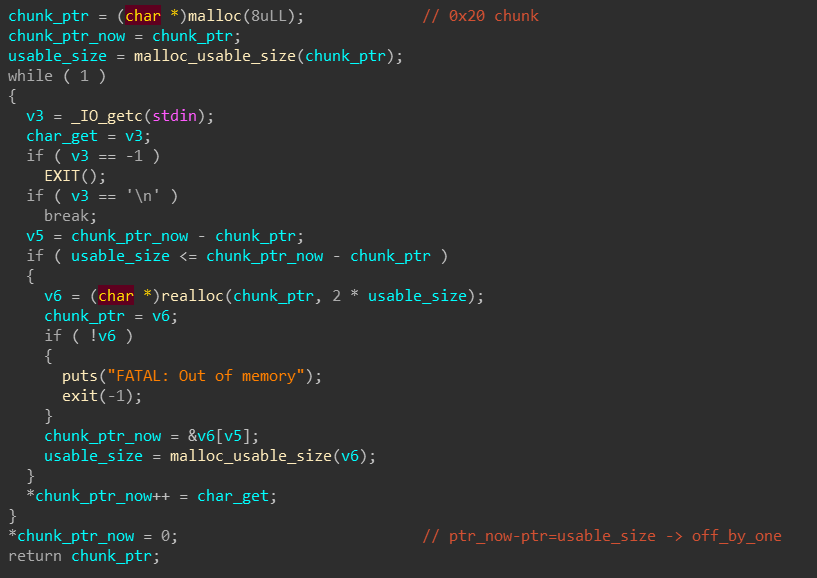 chunk_ptr = (char *)malloc(8uLL); // 0x20 chunk
chunk_ptr_now = chunk_ptr;
usable_size = malloc_usable_size(chunk_ptr);
while ( 1 )
{
  v3 = _IO_getc(stdin);
  char_get = v3;
  if ( v3 == -1 )
    EXIT();
  if ( v3 == '\n' )
    break;
  v5 = chunk_ptr_now - chunk_ptr;
  if ( usable_size <= chunk_ptr_now - chunk_ptr )
  {
    v6 = (char *)realloc(chunk_ptr, 2 * usable_size);
    chunk_ptr = v6;
    if ( !v6 )
    {
      puts("FATAL: Out of memory");
      exit(-1);
    }
    chunk_ptr_now = &v6[v5];
    usable_size = malloc_usable_size(v6);
  }
  *chunk_ptr_now++ = char_get;
}
*chunk_ptr_now = 0; // ptr_now-ptr=usable_size -> off_by_one
return chunk_ptr;